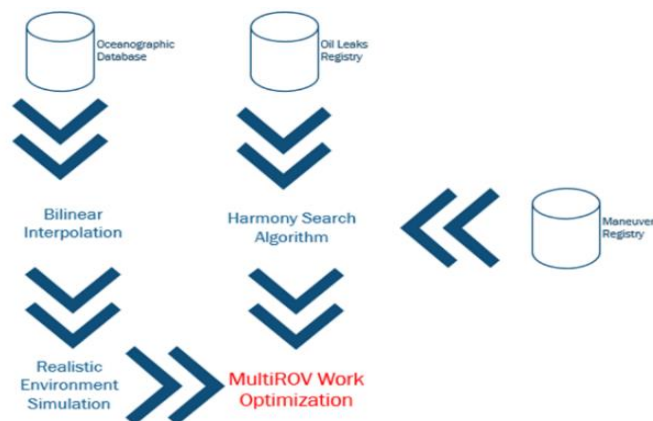 Oceanographic
Database
Oil Leaks
Registry
Bilinear
Interpolation
Harmony Search
Algorithm
Maneuver
Registry
Realistic
Environment
Simulation
MultiROV Work
Optimization